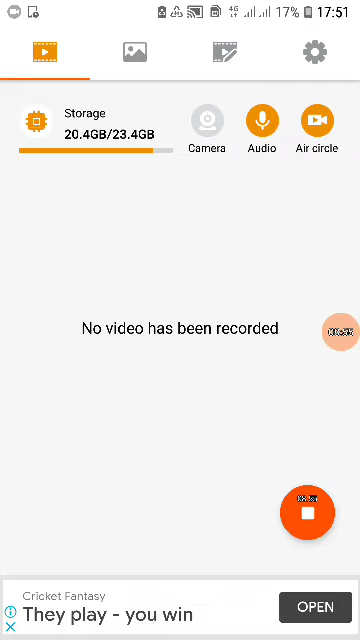 4G 17% 17:51
Storage
20.4GB/23.4GB
Camera
Audio
Air circle
No video has been recorded
Cricket Fantasy
They play - you win
OPEN